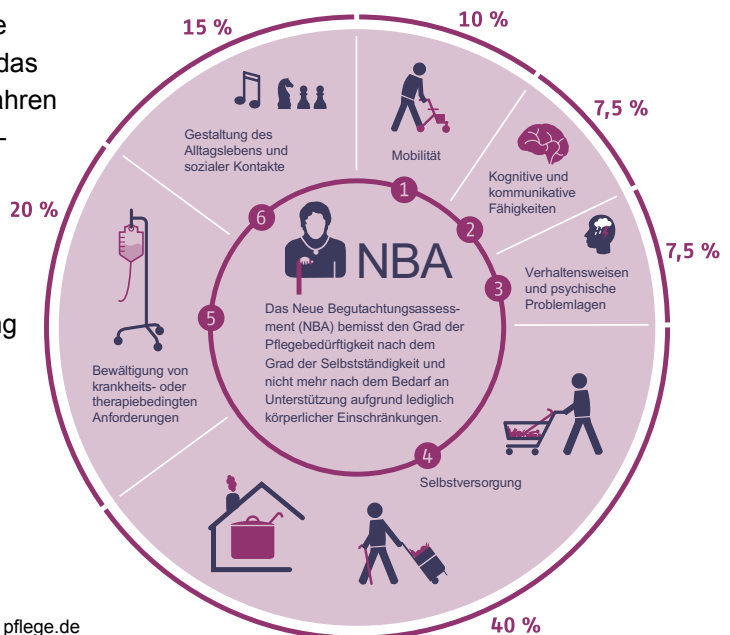 e
das
ahren
-
ng
15 %
10 %
7,5 %
7,5 %
20 %
40 %
Gestaltung des
Alltagslebens und
sozialer Kontakte
Mobilität
Kognitive und
kommunikative
Fähigkeiten
Verhaltensweisen
und psychische
Problemlagen
1
2
3
4
5
6
NBA
Das Neue Begutachtungsassess-
ment (NBA) bemisst den Grad der
Pflegebedürftigkeit nach dem
Grad der Selbstständigkeit und
nicht mehr nach dem Bedarf an
Unterstützung aufgrund lediglich
körperlicher Einschränkungen.
Bewältigung von
krankheits- oder
therapiebedingten
Anforderungen
Selbstversorgung
pflege.de